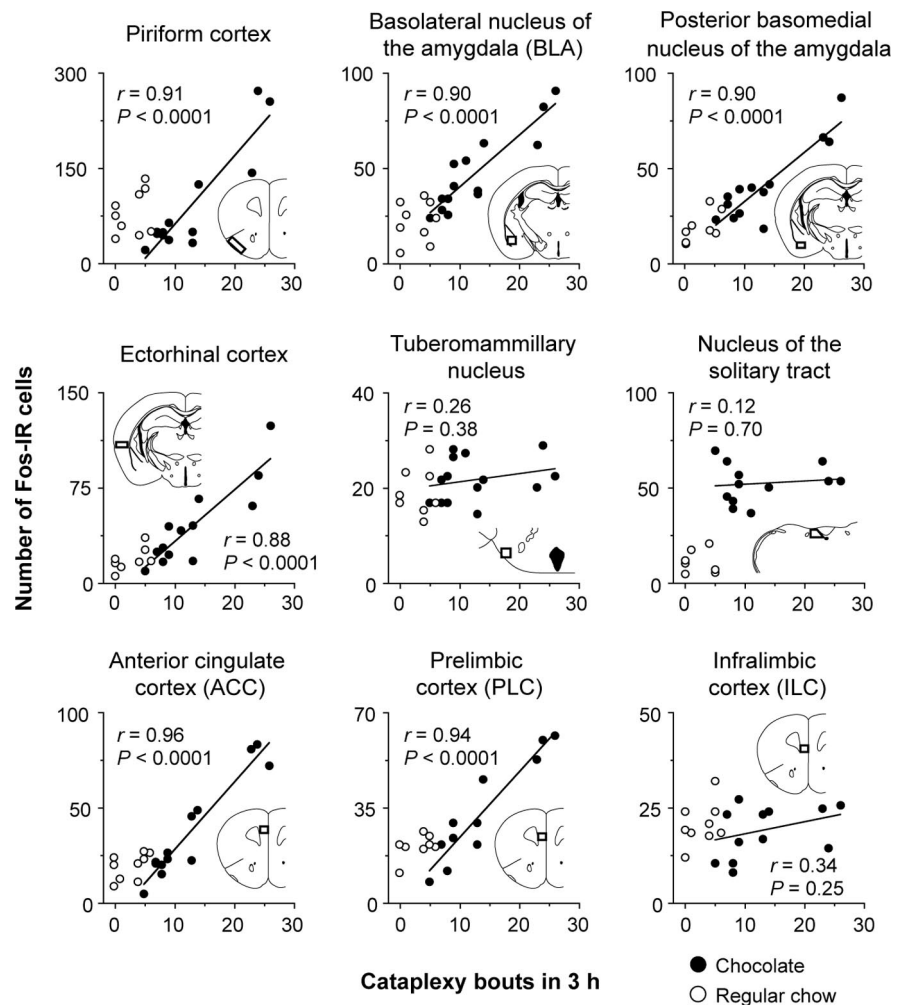 Piriform cortex
300
150
0
0 10 20 30
r = 0.91
P < 0.0001
Basolateral nucleus of
the amygdala (BLA)
100
50
0
0 10 20 30
r = 0.90
P < 0.0001
Posterior basomedial
nucleus of the amygdala
100
50
0
0 10 20 30
r = 0.90
P < 0.0001
Number of Fos-IR cells
Ectorhinal cortex
150
75
0
0 10 20 30
r = 0.88
P < 0.0001
Tuberomammillary
nucleus
40
20
0
0 10 20 30
r = 0.26
P = 0.38
Nucleus of the
solitary tract
100
50
0
0 10 20 30
r = 0.12
P = 0.70
Anterior cingulate
cortex (ACC)
100
50
0
0 10 20 30
r = 0.96
P < 0.0001
Prelimbic
cortex (PLC)
70
35
0
0 10 20 30
r = 0.94
P < 0.0001
Infralimbic
cortex (ILC)
50
25
0
0 10 20 30
r = 0.34
P = 0.25
Cataplexy bouts in 3 h
Chocolate
Regular chow